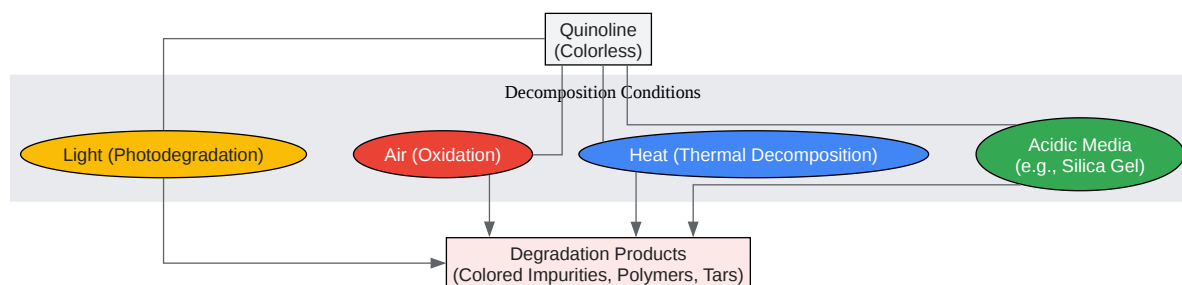 Quinoline
(Colorless)
Decomposition Conditions
Light (Photodegradation)
Air (Oxidation)
Heat (Thermal Decomposition)
Acidic Media
(e.g., Silica Gel)
Degradation Products
(Colored Impurities, Polymers, Tars)